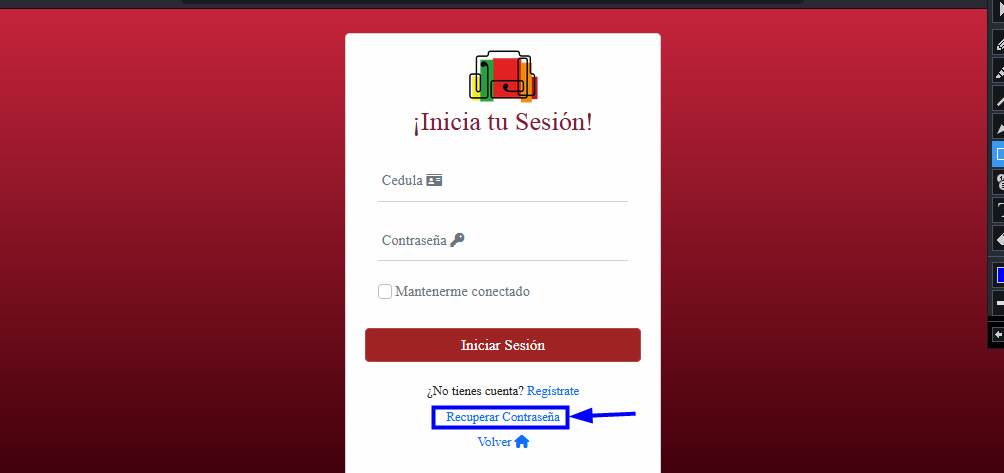 ¡Inicia tu Sesión!
Cedula
Contraseña
Mantenerme conectado
Iniciar Sesión
¿No tienes cuenta? Regístrate
Recuperar Contraseña
Volver